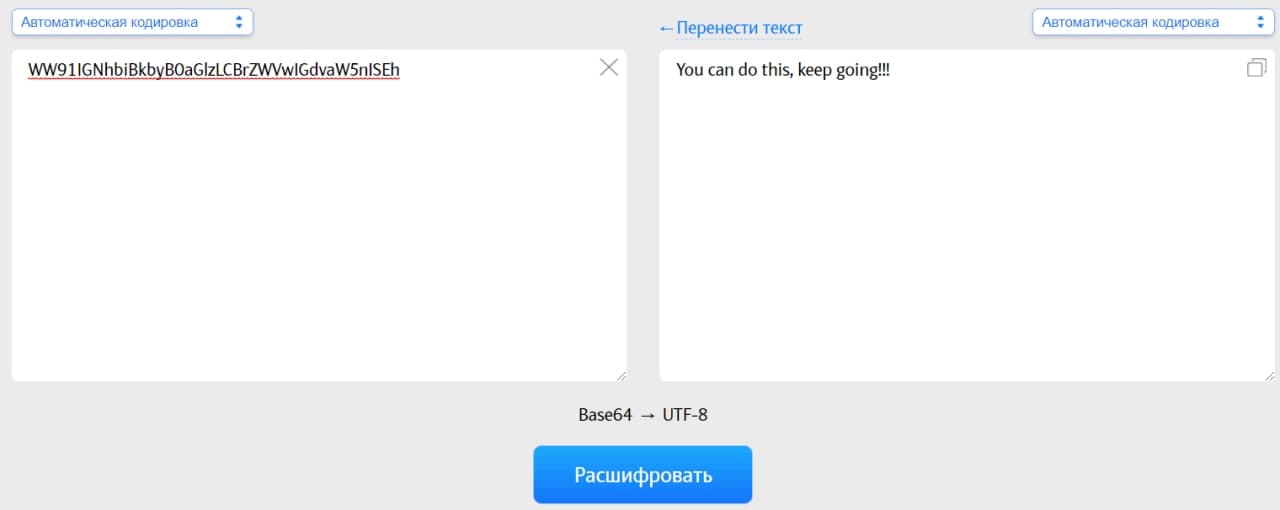 Автоматическая кодировка
←Перенести текст
Автоматическая кодировка
WW91IGNhbiBkbyB0aGlzLCBrZWVwIGdvaW5nISEh
You can do this, keep going!!!
Base64 → UTF-8
Расшифровать